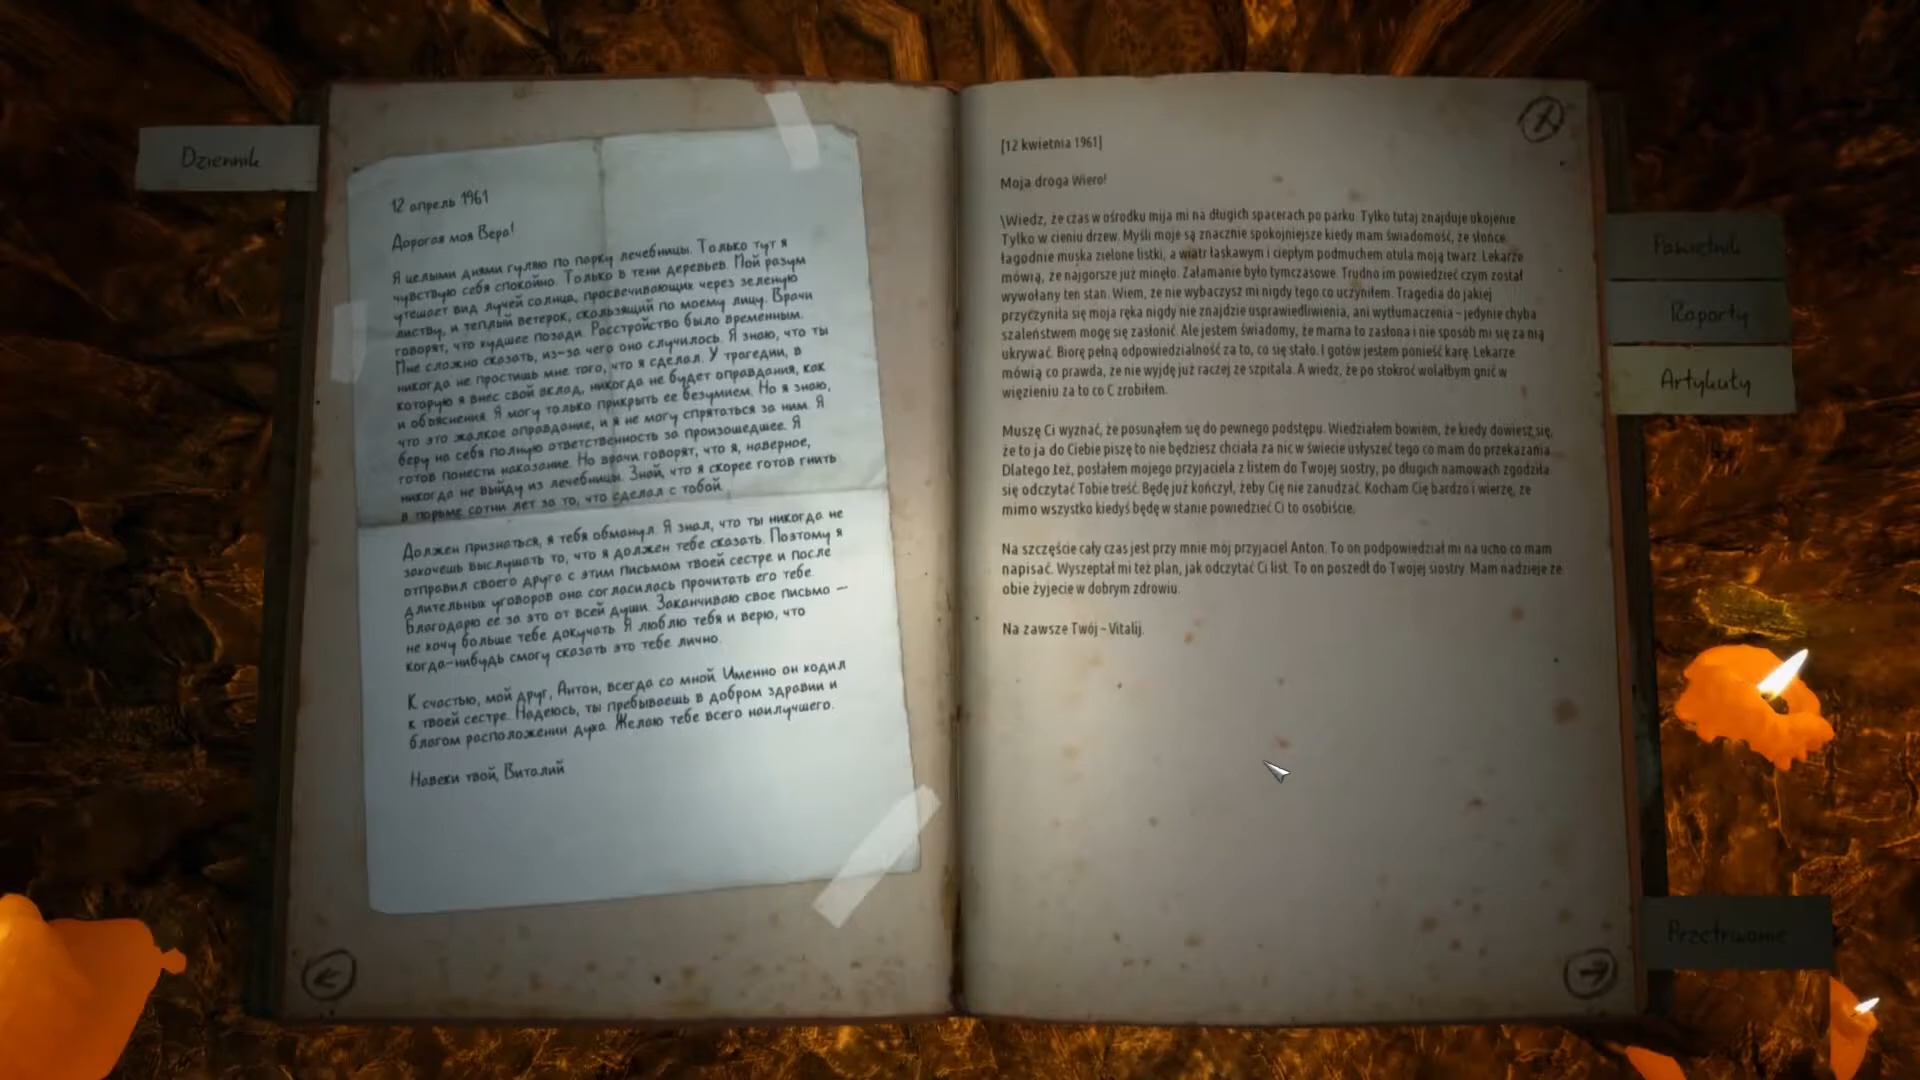 Dziennik
12 апрель 1961
Дорогая моя Вера!
Я целыми днями гуляю по парку лечебницы. Только тут я
чувствую себя спокойно. Только в тени деревьев. Мой разум
утешает вид лучей солнца, просвечивающих через зеленую
листву, и теплый ветерок, скользящий по моему лицу. Врачи
говорят, что худшее позади. Расстройство было временным.
Мне сложно сказать, из-за чего оно случилось. Я знаю, что ты
никогда не простишь мне того, что я сделал. У трагедии, в
которую я внес свой вклад, никогда не будет оправдания, как
и объяснения. Я могу только прикрыть ее безумием. Но я знаю,
что это жалкое оправдание, и я не могу спрятаться за ним. Я
беру на себя полную ответственность за произошедшее. Я
готов понести наказание. Но врачи говорят, что я, наверное,
никогда не выйду из лечебницы. Знай, что я скорее готов гнить
в тюрьме сотни лет за то, что сделал с тобой.
Должен признаться, я тебя обманул. Я знал, что ты никогда не
захочешь выслушать то, что я должен тебе сказать. Поэтому я
отправил своего друга с этим письмом твоей сестре и после
длительных уговоров она согласилась прочитать его тебе.
Благодарю ее за это от всей души. Заканчиваю свое письмо —
не хочу больше тебе докучать. Я люблю тебя и верю, что
когда-нибудь смогу сказать это тебе лично.
К счастью, мой друг, Антон, всегда со мной. Именно он ходил
к твоей сестре. Надеюсь, ты пребываешь в добром здравии и
благом расположении духа. Желаю тебе всего наилучшего.
Навеки твой, Виталий
[12 kwietnia 1961]
Moja droga Wiero!
\Wiedz, że czas w ośrodku mija mi na długich spacerach po parku. Tylko tutaj znajduje ukojenie.
Tylko w cieniu drzew. Myśli moje są znacznie spokojniejsze kiedy mam świadomość, ze słońce
łagodnie muska zielone listki, a wiatr łaskawym i ciepłym podmuchem otula moją twarz. Lekarze
mówią, ze najgorsze już minęło. Załamanie było tymczasowe. Trudno im powiedzieć czym został
wywołany ten stan. Wiem, ze nie wybaczysz mi nigdy tego co uczyniłem. Tragedia do jakiej
przyczyniła się moja ręka nigdy nie znajdzie usprawiedliwienia, ani wytłumaczenia – jedynie chyba
szaleństwem mogę się zasłonić. Ale jestem świadomy, że marna to zasłona i nie sposób mi się za nią
ukrywać. Biorę pełną odpowiedzialność za to, co się stało. I gotów jestem ponieść karę. Lekarze
mówią co prawda, ze nie wyjdę już raczej ze szpitala. A wiedz, że po stokroć wolałbym gnić w
więzieniu za to co C zrobiłem.
Muszę Ci wyznać, że posunąłem się do pewnego podstępu. Wiedziałem bowiem, że kiedy dowiesz się,
że to ja do Ciebie piszę to nie będziesz chciała za nic w świecie usłyszeć tego co mam do przekazania.
Dlatego też, posłałem mojego przyjaciela z listem do Twojej siostry, po długich namowach zgodziła
się odczytać Tobie treść. Będę już kończył, żeby Cię nie zanudzać. Kocham Cię bardzo i wierzę, ze
mimo wszystko kiedyś będę w stanie powiedzieć Ci to osobiście.
Na szczęście cały czas jest przy mnie mój przyjaciel Anton. To on podpowiedział mi na ucho co mam
napisać. Wyszeptał mi też plan, jak odczytać Ci list. To on poszedł do Twojej siostry. Mam nadzieje ze
obie żyjecie w dobrym zdrowiu.
Na zawsze Twój – Vitalij.
Pamiętnik
Raporty
Artykuły
Przetrwanie